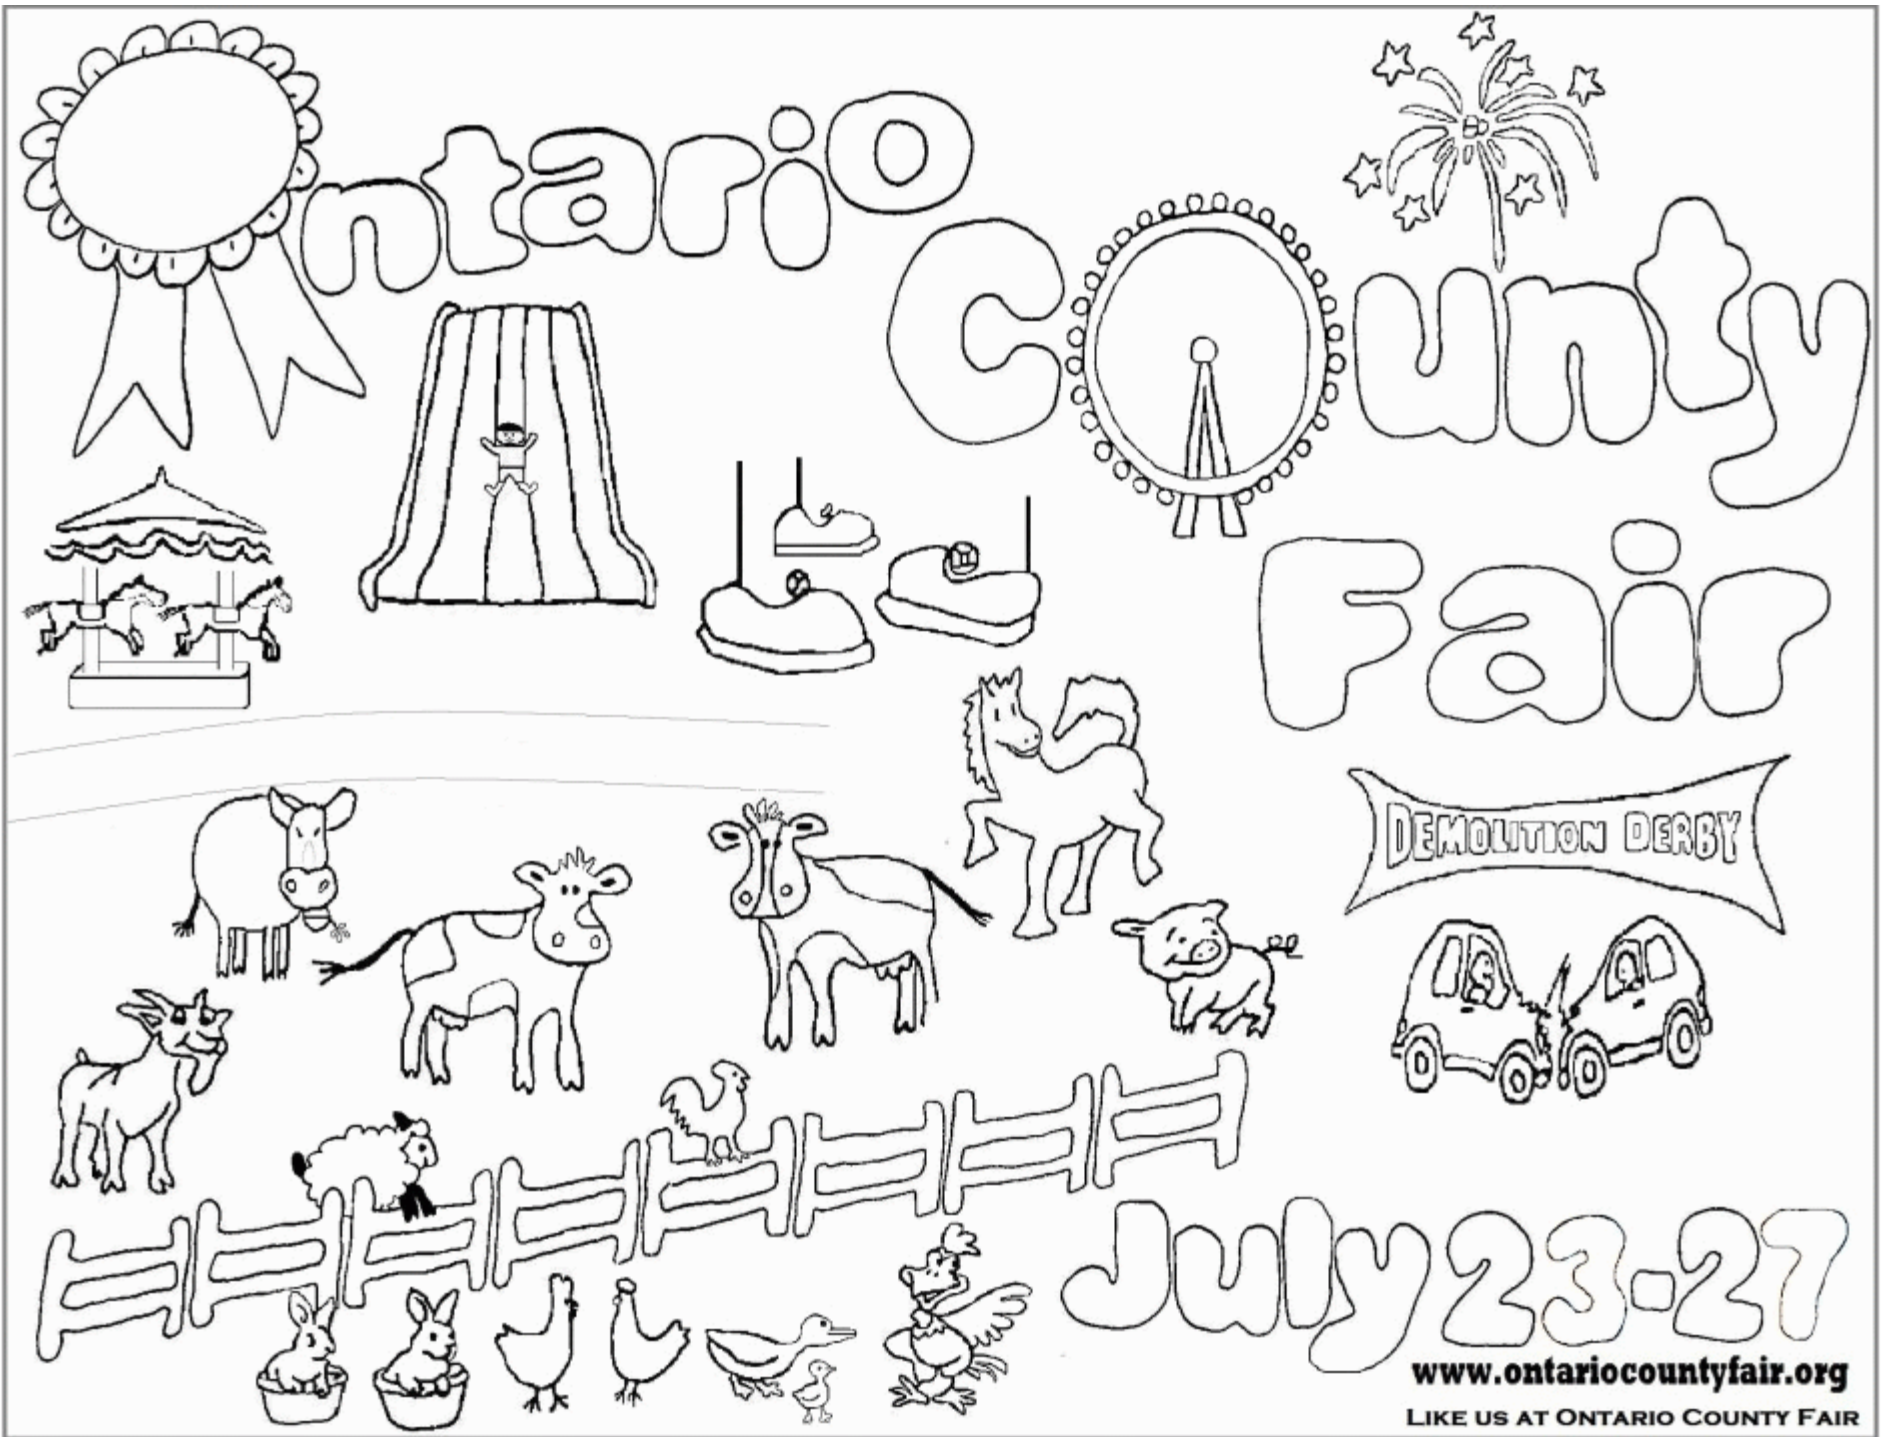 Ontario
County
Fair
DEMOLITION DERBY
July 23-27
www.ontariocountyfair.org
LIKE US AT ONTARIO COUNTY FAIR